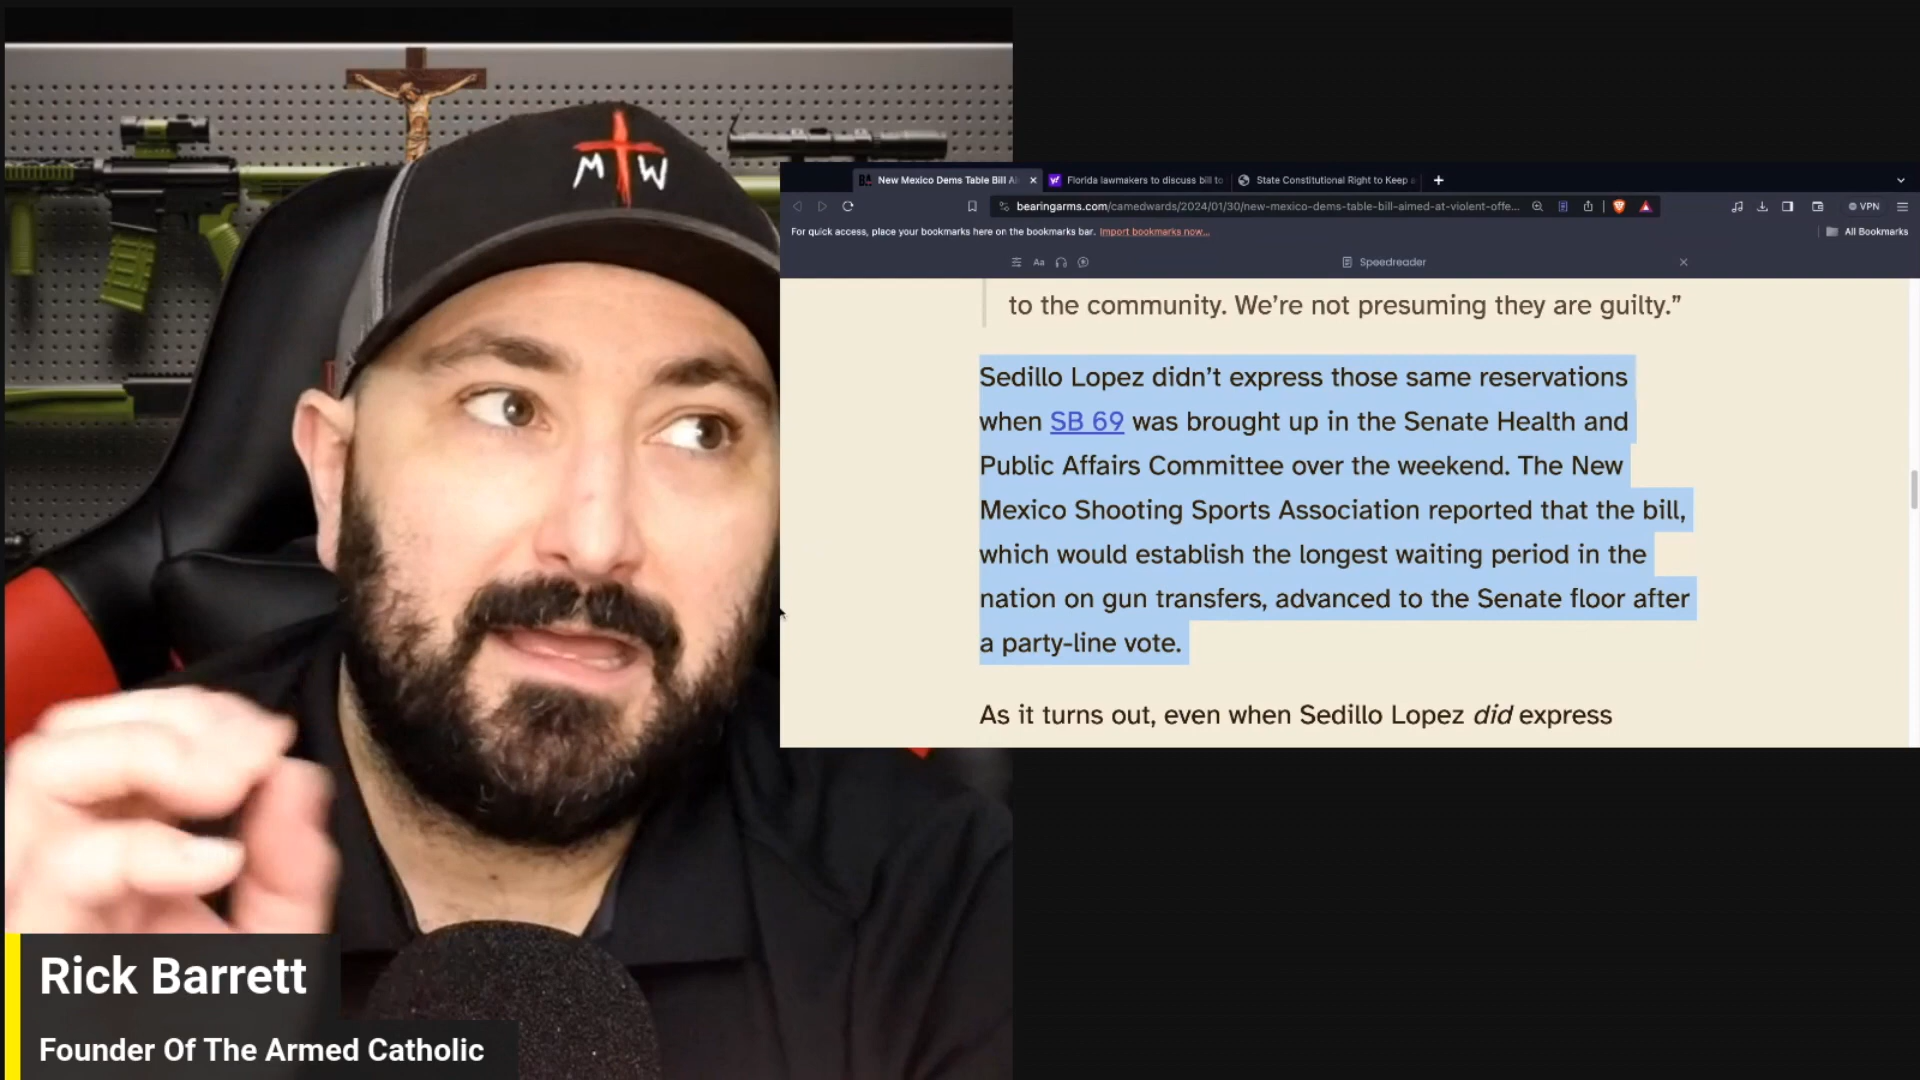 M W
New Mexico Dems Table Bill Ai
Florida lawmakers to discuss bill to
State Constitutional Right to Keep a
bearingarms.com/camedwards/2024/01/30/new-mexico-dems-table-bill-aimed-at-violent-offe...
VPN
For quick access, place your bookmarks here on the bookmarks bar. Import bookmarks now...
All Bookmarks
Aa
Speedreader
to the community. We’re not presuming they are guilty.”
Sedillo Lopez didn’t express those same reservations
when SB 69 was brought up in the Senate Health and
Public Affairs Committee over the weekend. The New
Mexico Shooting Sports Association reported that the bill,
which would establish the longest waiting period in the
nation on gun transfers, advanced to the Senate floor after
a party-line vote.
As it turns out, even when Sedillo Lopez did express
Rick Barrett
Founder Of The Armed Catholic